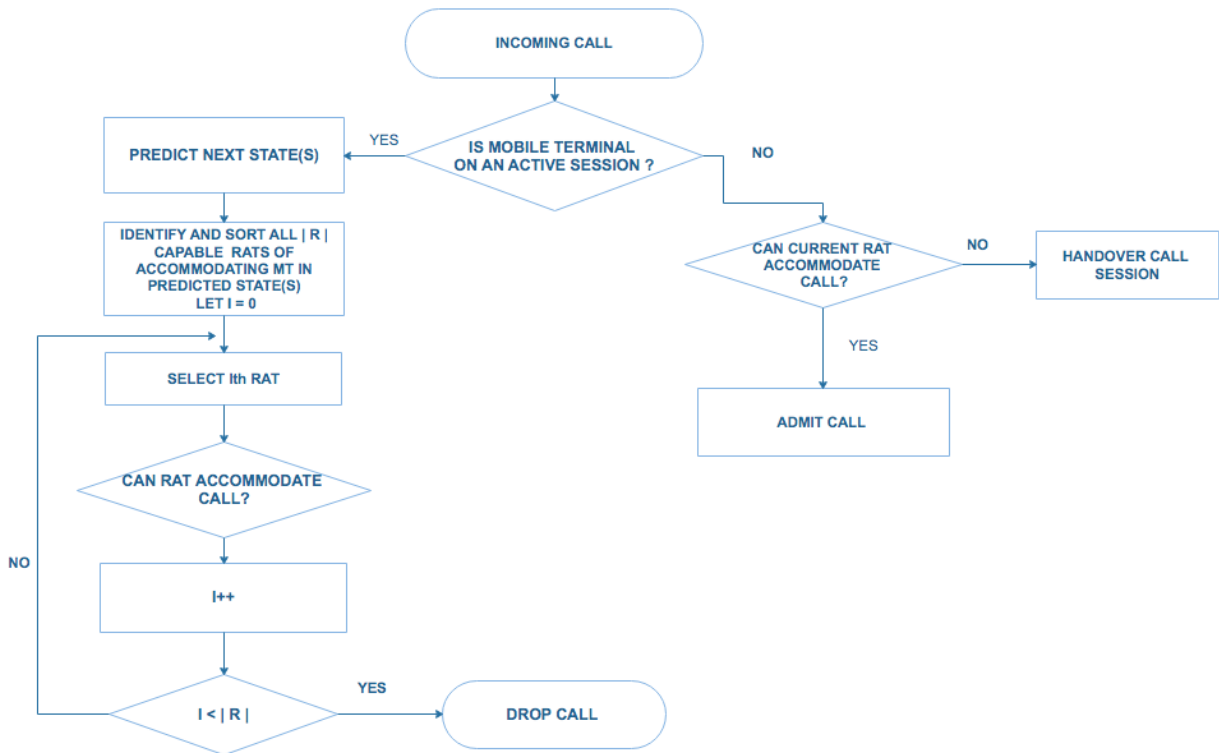 INCOMING CALL
IS MOBILE TERMINAL
ON AN ACTIVE SESSION ?
YES
NO
PREDICT NEXT STATE(S)
IDENTIFY AND SORT ALL | R |
CAPABLE RATS OF
ACCOMMODATING MT IN
PREDICTED STATE(S)
LET I = 0
CAN CURRENT RAT
ACCOMMODATE
CALL?
NO
HANDOVER CALL
SESSION
YES
ADMIT CALL
SELECT Ith RAT
CAN RAT ACCOMMODATE
CALL?
NO
I++
I < | R |
YES
DROP CALL